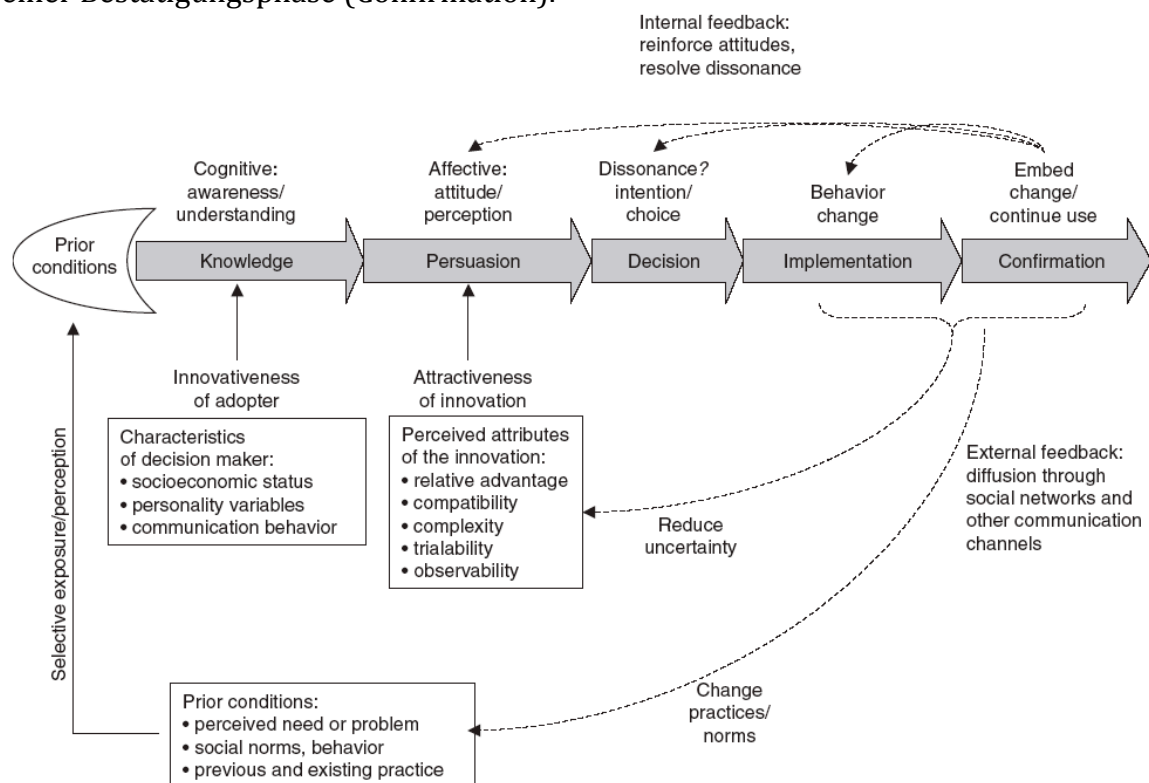 einer Bestätigungsphase (Confirmation).
Internal feedback:
reinforce attitudes,
resolve dissonance
Cognitive:
awareness/
understanding
Affective:
attitude/
perception
Dissonance?
intention/
choice
Behavior
change
Embed
change/
continue use
Prior
conditions
Knowledge
Persuasion
Decision
Implementation
Confirmation
Innovativeness
of adopter
Attractiveness
of innovation
Characteristics
of decision maker:
• socioeconomic status
• personality variables
• communication behavior
Perceived attributes
of the innovation:
• relative advantage
• compatibility
• complexity
• trialability
• observability
External feedback:
diffusion through
social networks and
other communication
channels
Reduce
uncertainty
Selective exposure/perception
Prior conditions:
• perceived need or problem
• social norms, behavior
• previous and existing practice
Change
practices/
norms